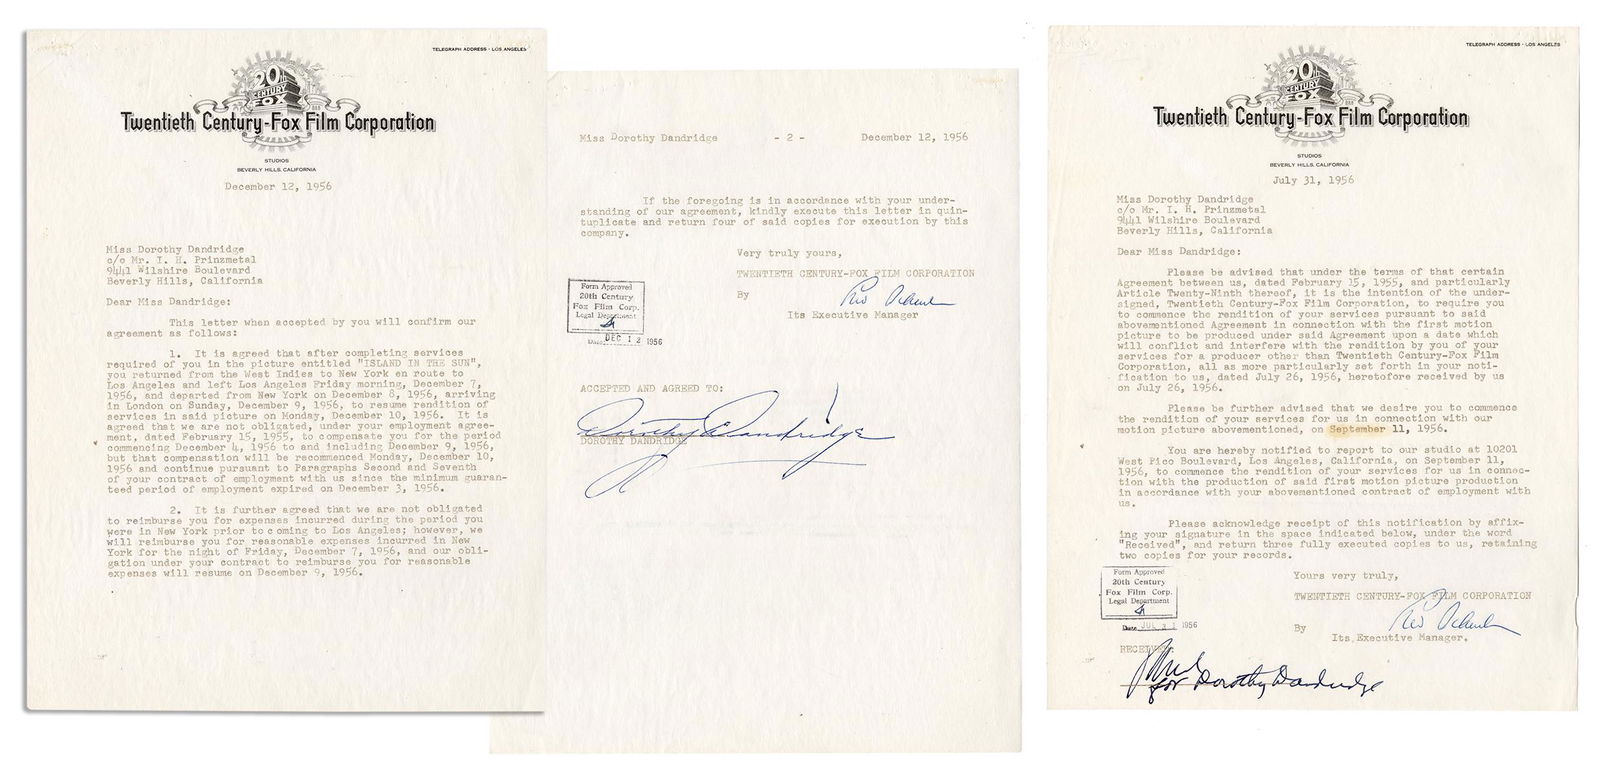 TELEGRAPH ADDRESS - LOS ANGELES
20th
CENTURY
FOX
Twentieth Century-Fox Film Corporation
STUDIOS
BEVERLY HILLS, CALIFORNIA
December 12, 1956
Miss Dorothy Dandridge
c/o Mr. I. H. Prinzmetal
9441 Wilshire Boulevard
Beverly Hills, California
Dear Miss Dandridge:
This letter when accepted by you will confirm our
agreement as follows:
1. It is agreed that after completing services
required of you in the picture entitled "ISLAND IN THE SUN",
you returned from the West Indies to New York en route to
Los Angeles and left Los Angeles Friday morning, December 7,
1956, and departed from New York on December 8, 1956, arriving
in London on Sunday, December 9, 1956, to resume rendition of
services in said picture on Monday, December 10, 1956. It is
agreed that we are not obligated, under your employment agree-
ment, dated February 15, 1955, to compensate you for the period
commencing December 4, 1956 to and including December 9, 1956,
but that compensation will be recommenced Monday, December 10,
1956 and continue pursuant to Paragraphs Second and Seventh
of your contract of employment with us since the minimum guaran-
teed period of employment expired on December 3, 1956.
2. It is further agreed that we are not obligated
to reimburse you for expenses incurred during the period you
were in New York prior to coming to Los Angeles; however, we
will reimburse you for reasonable expenses incurred in New
York for the night of Friday, December 7, 1956, and our obli-
gation under your contract to reimburse you for reasonable
expenses will resume on December 9, 1956.
Miss Dorothy Dandridge - 2 - December 12, 1956
If the foregoing is in accordance with your under-
standing of our agreement, kindly execute this letter in quin-
tuplicate and return four of said copies for execution by this
company.
Very truly yours,
TWENTIETH CENTURY-FOX FILM CORPORATION
By
Its Executive Manager
Form Approved
20th Century
Fox Film Corp.
Legal Department
Date DEC 12 1956
ACCEPTED AND AGREED TO:
Dorothy Dandridge
DOROTHY DANDRIDGE
TELEGRAPH ADDRESS - LOS ANGELES
20th
CENTURY
FOX
Twentieth Century-Fox Film Corporation
STUDIOS
BEVERLY HILLS, CALIFORNIA
July 31, 1956
Miss Dorothy Dandridge
c/o Mr. I. H. Prinzmetal
9441 Wilshire Boulevard
Beverly Hills, California
Dear Miss Dandridge:
Please be advised that under the terms of that certain
Agreement between us, dated February 15, 1955, and particularly
Article Twenty-Ninth thereof, it is the intention of the under-
signed, Twentieth Century-Fox Film Corporation, to require you
to commence the rendition of your services pursuant to said
abovementioned Agreement in connection with the first motion
picture to be produced under said Agreement upon a date which
will conflict and interfere with the rendition by you of your
services for a producer other than Twentieth Century-Fox Film
Corporation, all as more particularly set forth in your noti-
fication to us, dated July 26, 1956, heretofore received by us
on July 26, 1956.
Please be further advised that we desire you to commence
the rendition of your services for us in connection with our
motion picture abovementioned, on September 11, 1956.
You are hereby notified to report to our studio at 10201
West Pico Boulevard, Los Angeles, California, on September 11,
1956, to commence the rendition of your services for us in connec-
tion with the production of said first motion picture production
in accordance with your abovementioned contract of employment with
us.
Please acknowledge receipt of this notification by affix-
ing your signature in the space indicated below, under the word
"Received", and return three fully executed copies to us, retaining
two copies for your records.
Yours very truly,
TWENTIETH CENTURY-FOX FILM CORPORATION
By
Its Executive Manager.
Form Approved
20th Century
Fox Film Corp.
Legal Department
Date JUL 31 1956
RECEIVED:
for Dorothy Dandridge